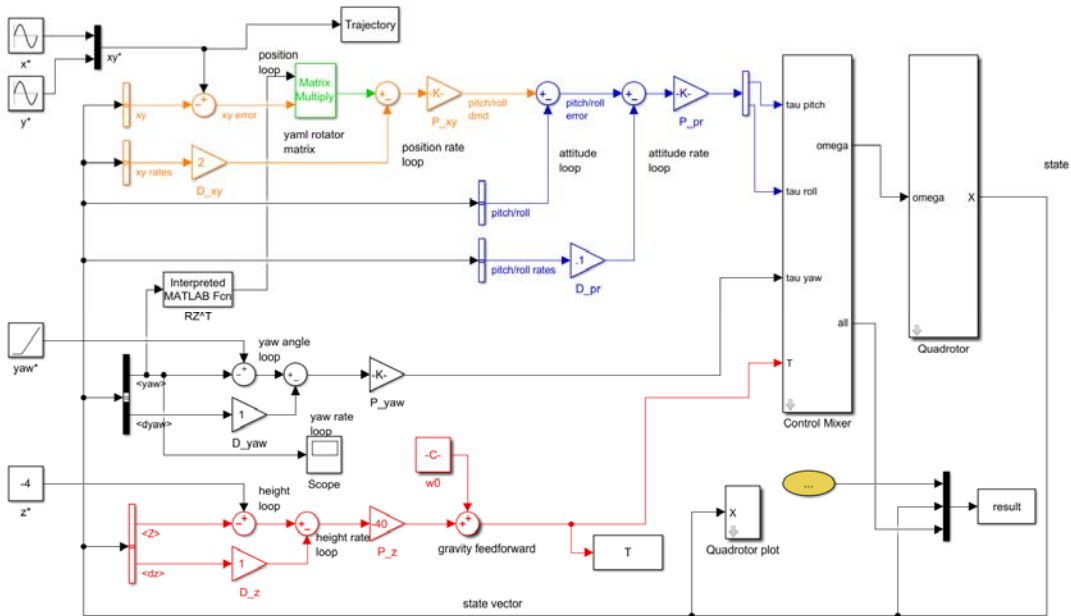 x*
y*
xy*
Trajectory
position
loop
Matrix
Multiply
yaml rotator
matrix
xy
xy error
xy rates
2
D_xy
position rate
loop
-K-
P_xy
pitch/roll
dmd
pitch/roll
error
attitude
loop
attitude rate
loop
-K-
P_pr
pitch/roll
pitch/roll rates
.1
D_pr
tau pitch
tau roll
tau yaw
T
omega
all
Control Mixer
omega
X
Quadrotor
state
Interpreted
MATLAB Fcn
RZ^T
yaw*
yaw angle
loop
<yaw>
<dyaw>
1
D_yaw
yaw rate
loop
-K-
P_yaw
Scope
-4
z*
height
loop
<Z>
<dz>
1
D_z
height rate
loop
-40
P_z
-C-
w0
gravity feedforward
T
X
Quadrotor plot
...
result
state vector